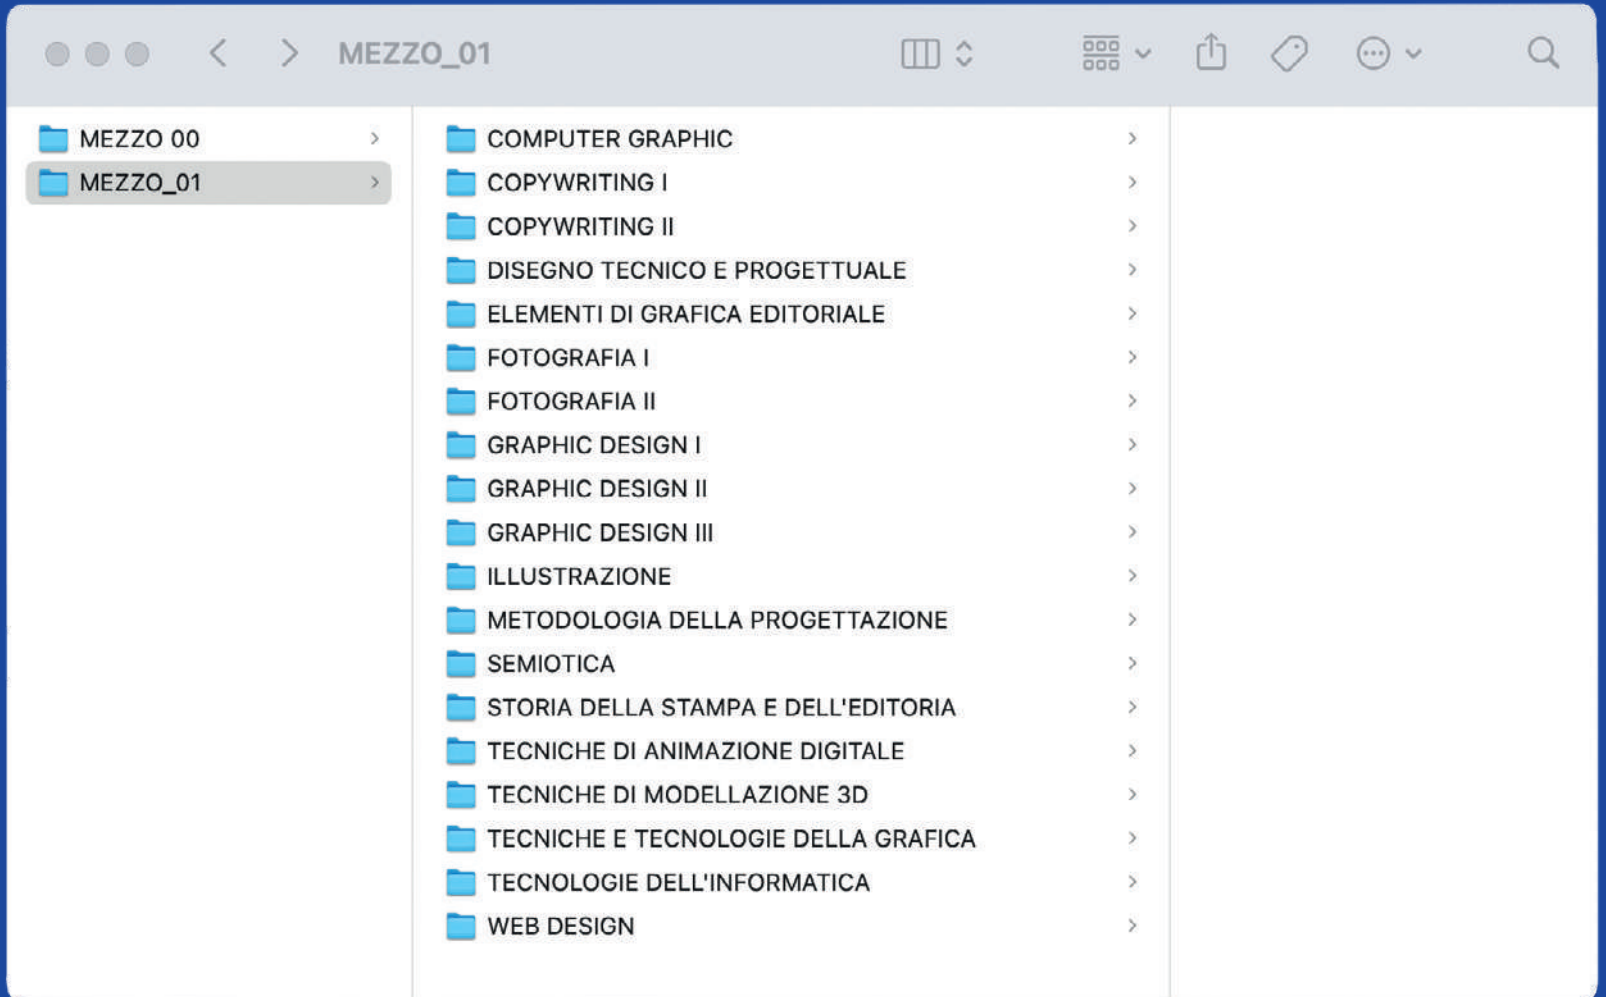 MEZZO_01
MEZZO 00
MEZZO_01
COMPUTER GRAPHIC
COPYWRITING I
COPYWRITING II
DISEGNO TECNICO E PROGETTUALE
ELEMENTI DI GRAFICA EDITORIALE
FOTOGRAFIA I
FOTOGRAFIA II
GRAPHIC DESIGN I
GRAPHIC DESIGN II
GRAPHIC DESIGN III
ILLUSTRAZIONE
METODOLOGIA DELLA PROGETTAZIONE
SEMIOTICA
STORIA DELLA STAMPA E DELL'EDITORIA
TECNICHE DI ANIMAZIONE DIGITALE
TECNICHE DI MODELLAZIONE 3D
TECNICHE E TECNOLOGIE DELLA GRAFICA
TECNOLOGIE DELL'INFORMATICA
WEB DESIGN